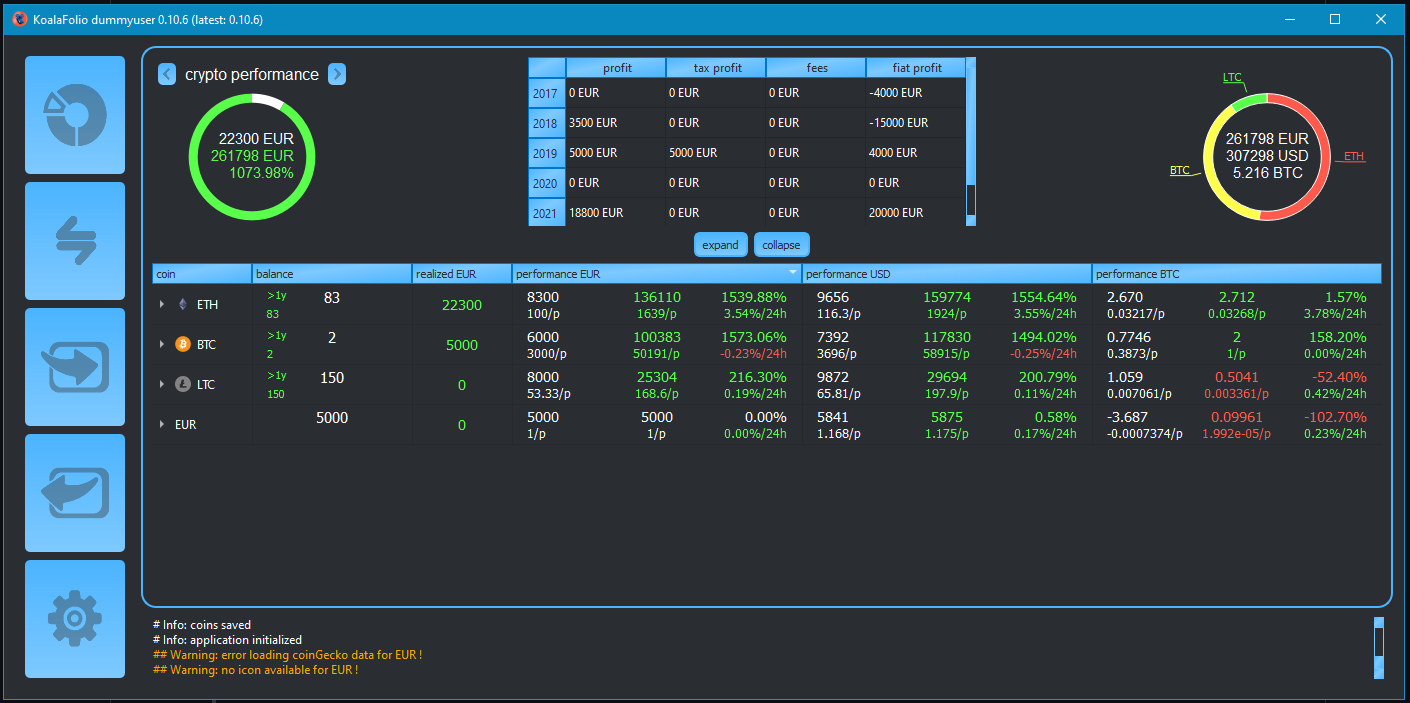 KoalaFolio dummyuser 0.10.6 (latest: 0.10.6)
crypto performance
22300 EUR
261798 EUR
1073.98%
profit tax profit fees fiat profit
2017 0 EUR 0 EUR 0 EUR -4000 EUR
2018 3500 EUR 0 EUR 0 EUR -15000 EUR
2019 5000 EUR 5000 EUR 0 EUR 4000 EUR
2020 0 EUR 0 EUR 0 EUR 0 EUR
2021 18800 EUR 0 EUR 0 EUR 20000 EUR
LTC
261798 EUR
307298 USD
5.216 BTC
ETH
BTC
expand collapse
coin balance realized EUR performance EUR performance USD performance BTC
ETH >1y 83 22300 8300 136110 1539.88% 9656 159774 1554.64% 2.670 2.712 1.57%
83 100/p 1639/p 3.54%/24h 116.3/p 1924/p 3.55%/24h 0.03217/p 0.03268/p 3.78%/24h
BTC >1y 2 5000 6000 100383 1573.06% 7392 117830 1494.02% 0.7746 2 158.20%
2 3000/p 50191/p -0.23%/24h 3696/p 58915/p -0.25%/24h 0.3873/p 1/p 0.00%/24h
LTC >1y 150 0 8000 25304 216.30% 9872 29694 200.79% 1.059 0.5041 -52.40%
150 53.33/p 168.6/p 0.19%/24h 65.81/p 197.9/p 0.11%/24h 0.007061/p 0.003361/p 0.42%/24h
EUR 5000 0 5000 5000 0.00% 5841 5875 0.58% -3.687 0.09961 -102.70%
1/p 1/p 0.00%/24h 1.168/p 1.175/p 0.17%/24h -0.0007374/p 1.992e-05/p 0.23%/24h
# Info: coins saved
# Info: application initialized
## Warning: error loading coinGecko data for EUR !
## Warning: no icon available for EUR !